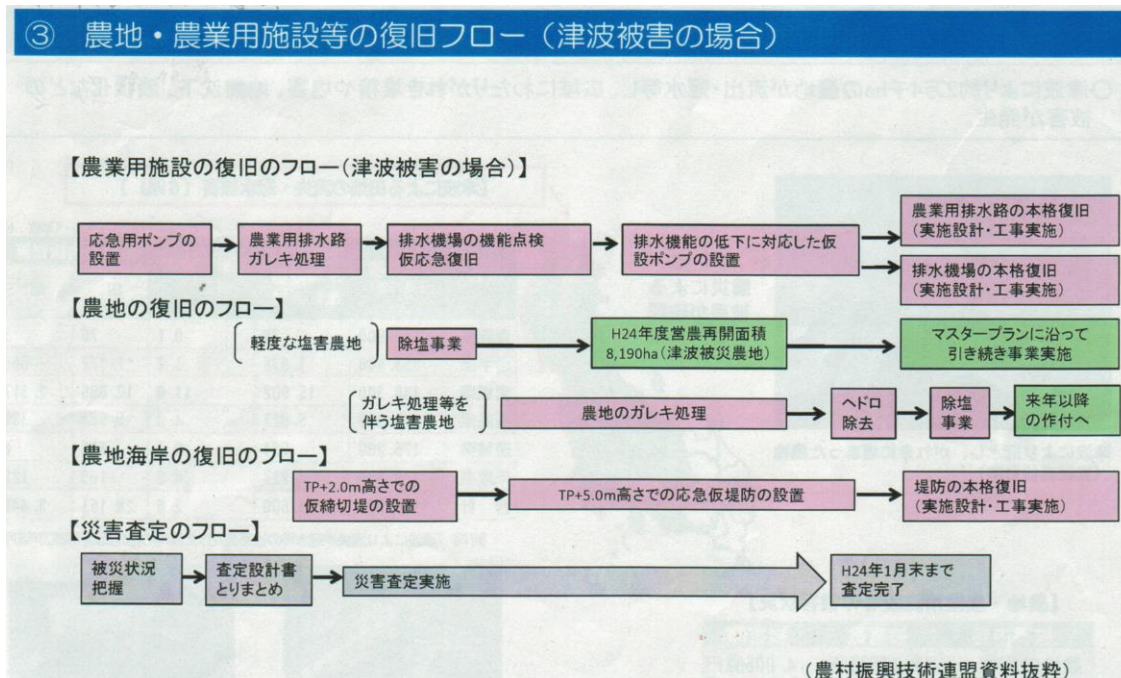 ③ 農地・農業用施設等の復旧フロー（津波被害の場合）
【農業用施設の復旧のフロー（津波被害の場合）】
応急用ポンプの
設置
農業用排水路
ガレキ処理
排水機場の機能点検
仮応急復旧
排水機能の低下に対応した仮
設ポンプの設置
農業用排水路の本格復旧
（実施設計・工事実施）
排水機場の本格復旧
（実施設計・工事実施）
【農地の復旧のフロー】
軽度な塩害農地
除塩事業
H24年度営農再開面積
8,190ha（津波被災農地）
マスタープランに沿って
引き続き事業実施
ガレキ処理等を
伴う塩害農地
農地のガレキ処理
ヘドロ
除去
除塩
事業
来年以降
の作付へ
【農地海岸の復旧のフロー】
TP+2.0m高さでの
仮締切堤の設置
TP+5.0m高さでの応急仮堤防の設置
堤防の本格復旧
（実施設計・工事実施）
【災害査定のフロー】
被災状況
把握
査定設計書
とりまとめ
災害査定実施
H24年1月末まで
査定完了
（農村振興技術連盟資料抜粋）